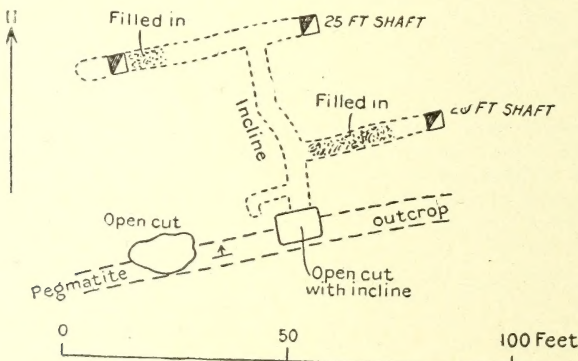 Filled in
25 FT SHAFT
Filled in
FT SHAFT
Incline
Open cut
outcrop
Pegmatite
Open cut
with incline
0 50 100 Feet